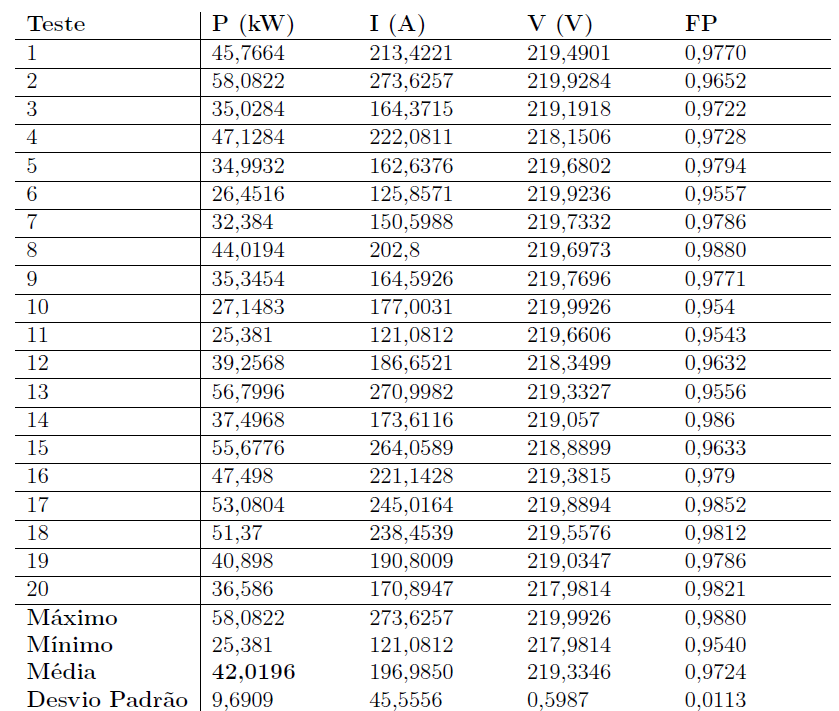 Teste P (kW) I (A) V (V) FP
1 45,7664 213,4221 219,4901 0,9770
2 58,0822 273,6257 219,9284 0,9652
3 35,0284 164,3715 219,1918 0,9722
4 47,1284 222,0811 218,1506 0,9728
5 34,9932 162,6376 219,6802 0,9794
6 26,4516 125,8571 219,9236 0,9557
7 32,384 150,5988 219,7332 0,9786
8 44,0194 202,8 219,6973 0,9880
9 35,3454 164,5926 219,7696 0,9771
10 27,1483 177,0031 219,9926 0,954
11 25,381 121,0812 219,6606 0,9543
12 39,2568 186,6521 218,3499 0,9632
13 56,7996 270,9982 219,3327 0,9556
14 37,4968 173,6116 219,057 0,986
15 55,6776 264,0589 218,8899 0,9633
16 47,498 221,1428 219,3815 0,979
17 53,0804 245,0164 219,8894 0,9852
18 51,37 238,4539 219,5576 0,9812
19 40,898 190,8009 219,0347 0,9786
20 36,586 170,8947 217,9814 0,9821
Máximo 58,0822 273,6257 219,9926 0,9880
Mínimo 25,381 121,0812 217,9814 0,9540
Média 42,0196 196,9850 219,3346 0,9724
Desvio Padrão 9,6909 45,5556 0,5987 0,0113